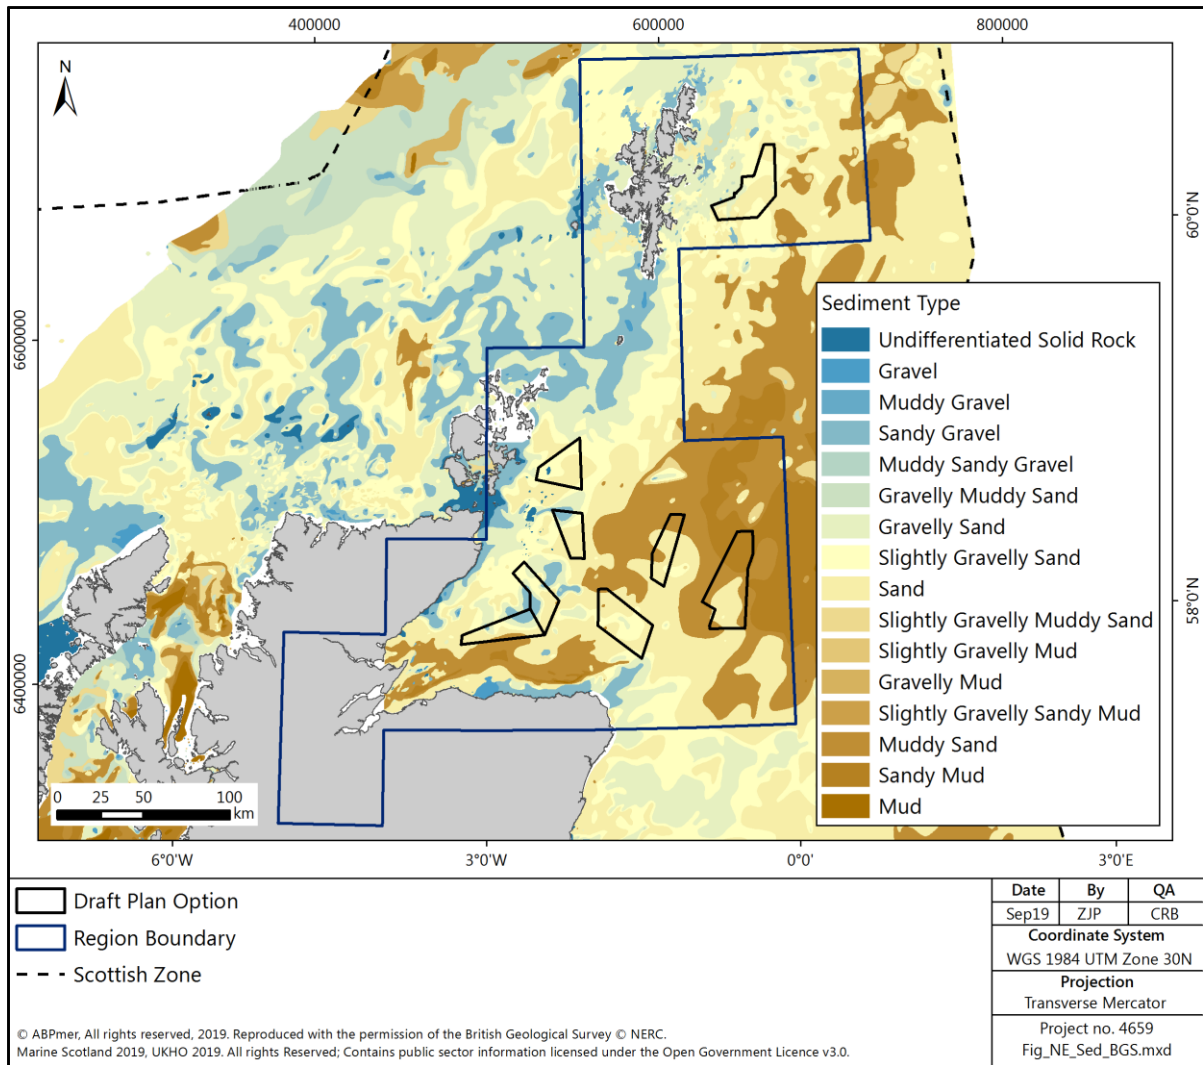 400000
600000
800000
N
6600000
6400000
60°0'N
58°0'N
Sediment Type
Undifferentiated Solid Rock
Gravel
Muddy Gravel
Sandy Gravel
Muddy Sandy Gravel
Gravelly Muddy Sand
Gravelly Sand
Slightly Gravelly Sand
Sand
Slightly Gravelly Muddy Sand
Slightly Gravelly Mud
Gravelly Mud
Slightly Gravelly Sandy Mud
Muddy Sand
Sandy Mud
Mud
0 25 50 100
km
6°0'W
3°0'W
0°0'
3°0'E
Draft Plan Option
Region Boundary
Scottish Zone
Date By QA
Sep19 ZJP CRB
Coordinate System
WGS 1984 UTM Zone 30N
Projection
Transverse Mercator
Project no. 4659
Fig_NE_Sed_BGS.mxd
© ABPmer, All rights reserved, 2019. Reproduced with the permission of the British Geological Survey © NERC.
Marine Scotland 2019, UKHO 2019. All rights Reserved; Contains public sector information licensed under the Open Government Licence v3.0.